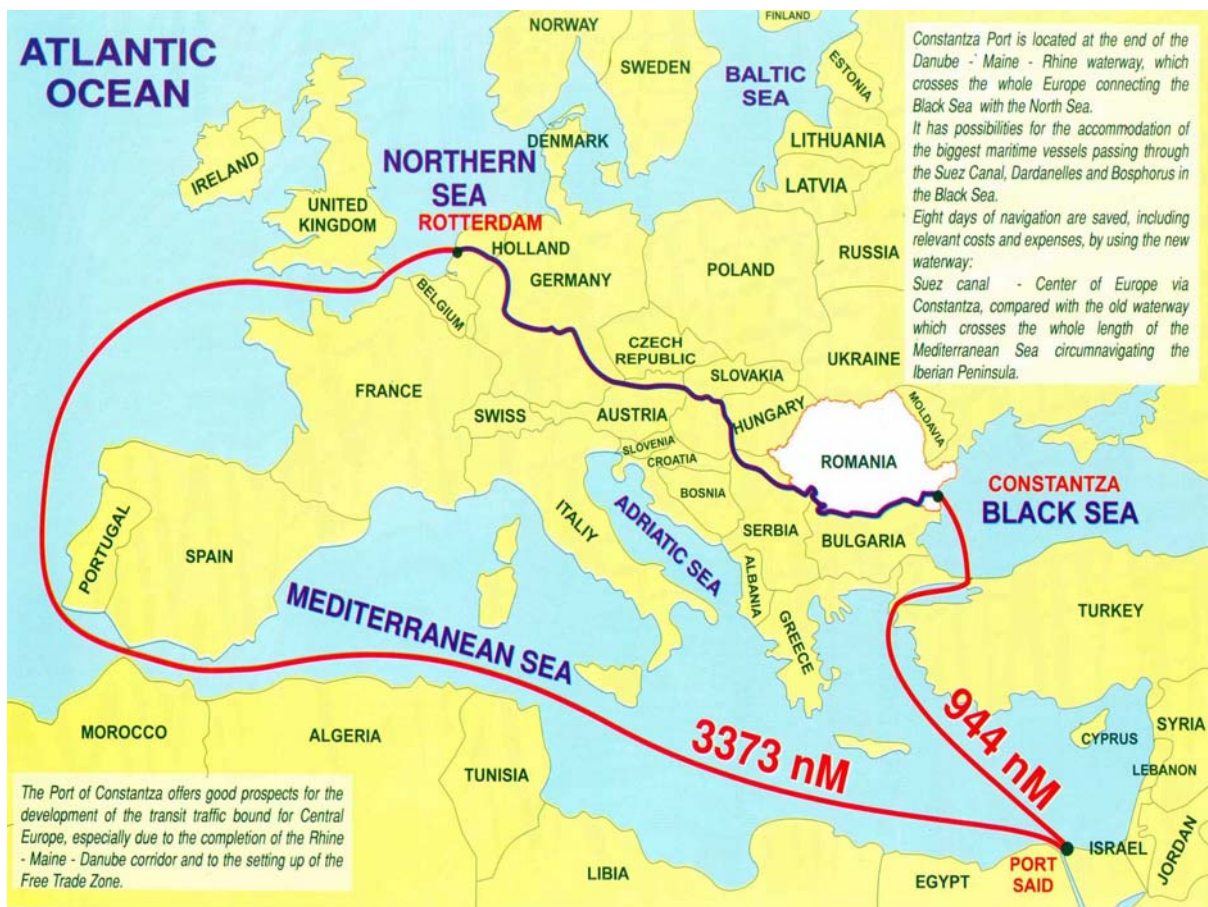 ATLANTIC
OCEAN
NORWAY
FINLAND
SWEDEN
BALTIC
SEA
ESTONIA
LITHUANIA
LATVIA
DENMARK
IRELAND
UNITED
KINGDOM
NORTHERN
SEA
ROTTERDAM
HOLLAND
GERMANY
POLAND
RUSSIA
BELGIUM
CZECH
REPUBLIC
SLOVAKIA
UKRAINE
FRANCE
SWISS
AUSTRIA
HUNGARY
MOLDAVIA
SLOVENIA
CROATIA
ROMANIA
BOSNIA
CONSTANTZA
BLACK SEA
ITALIY
ADRIATIC SEA
SERBIA
BULGARIA
PORTUGAL
SPAIN
ALBANIA
GREECE
TURKEY
MEDITERRANEAN SEA
MOROCCO
ALGERIA
TUNISIA
3373 nM
944 nM
CYPRUS
SYRIA
LEBANON
LIBIA
EGYPT
PORT
SAID
ISRAEL
JORDAN
Constantza Port is located at the end of the
Danube - Maine - Rhine waterway, which
crosses the whole Europe connecting the
Black Sea with the North Sea.
It has possibilities for the accommodation of
the biggest maritime vessels passing through
the Suez Canal, Dardanelles and Bosphorus in
the Black Sea.
Eight days of navigation are saved, including
relevant costs and expenses, by using the new
waterway:
Suez canal - Center of Europe via
Constantza, compared with the old waterway
which crosses the whole length of the
Mediterranean Sea circumnavigating the
Iberian Peninsula.
The Port of Constantza offers good prospects for the
development of the transit traffic bound for Central
Europe, especially due to the completion of the Rhine
- Maine - Danube corridor and to the setting up of the
Free Trade Zone.